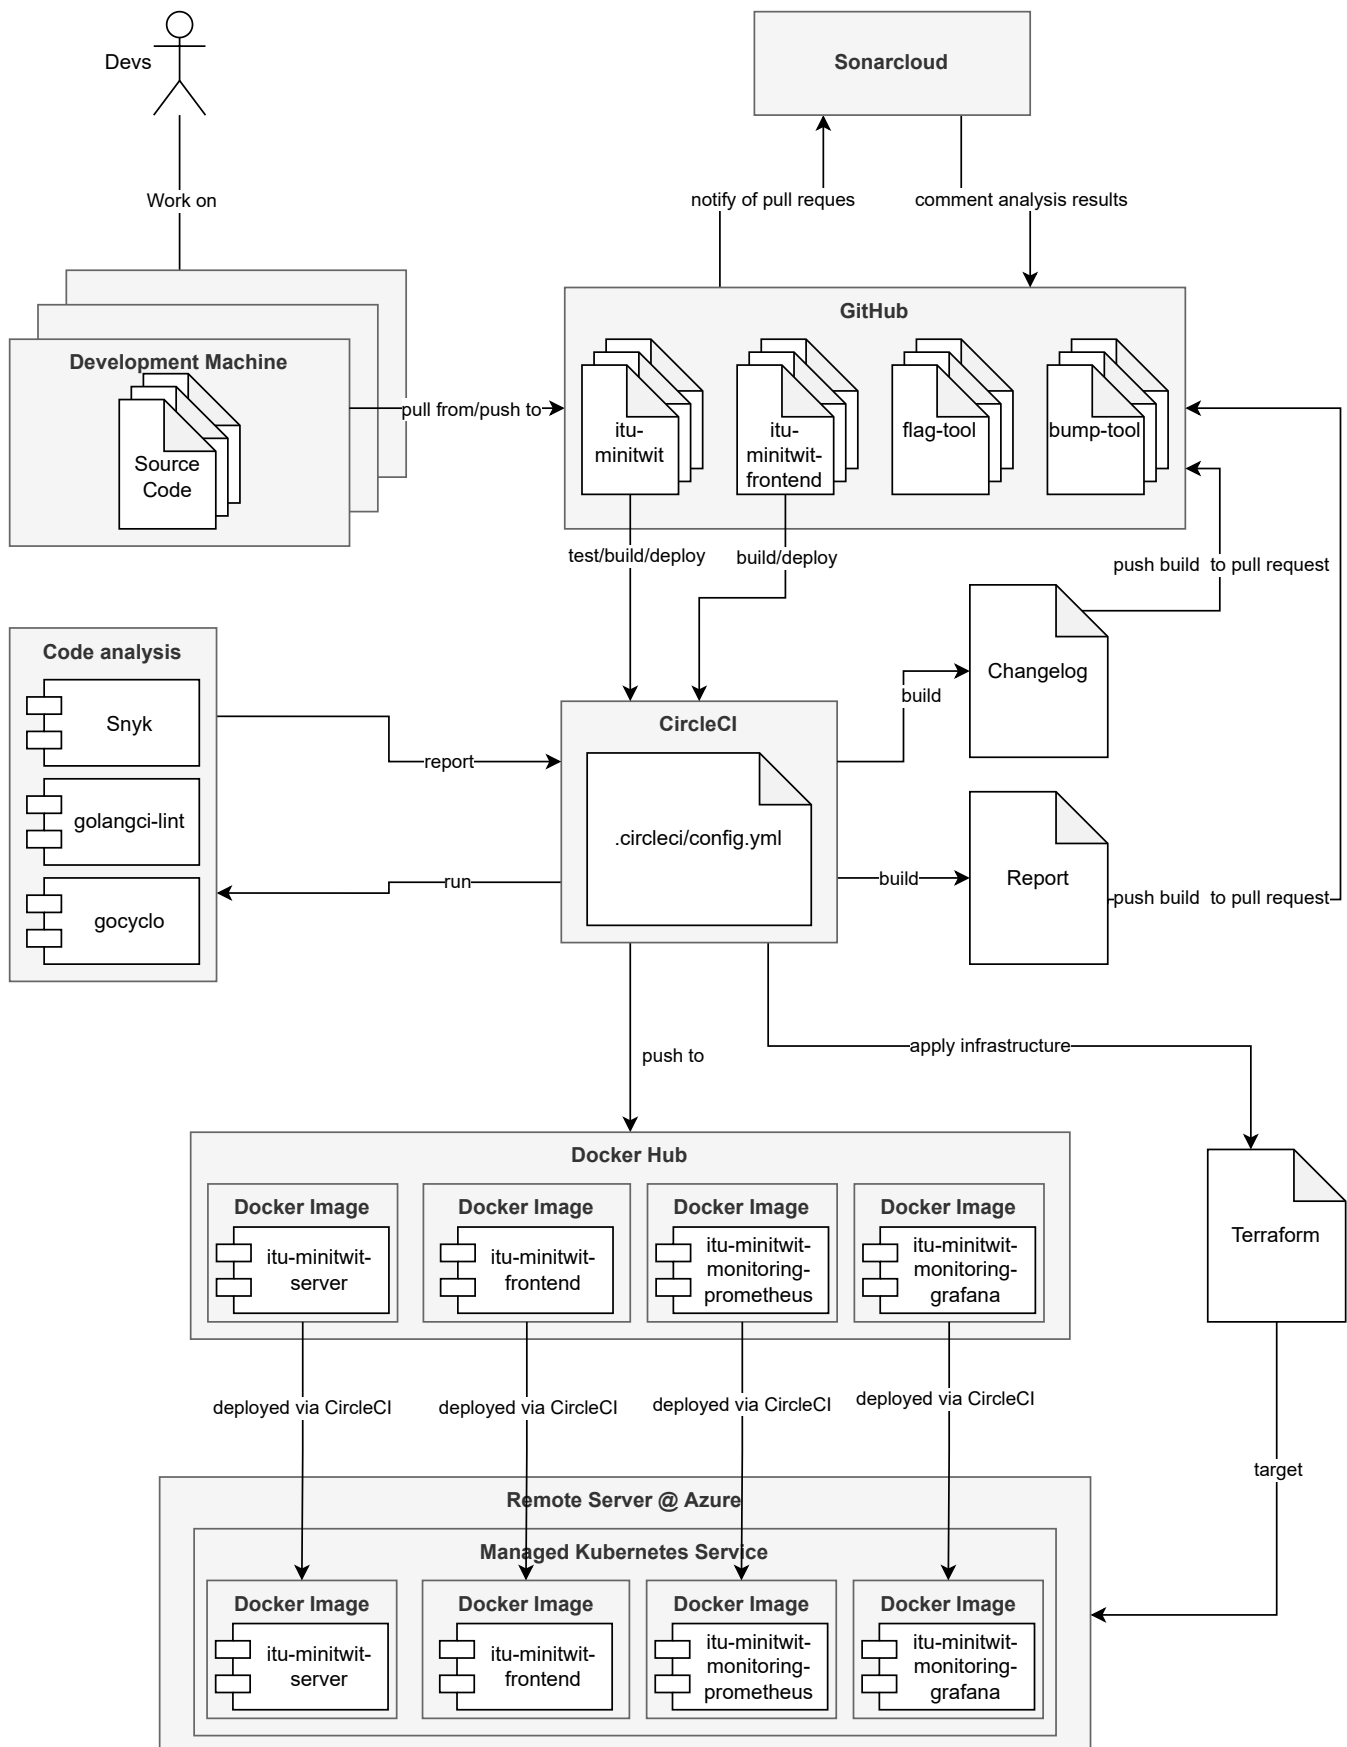 Devs
Sonarcloud
Work on
notify of pull reques
comment analysis results
GitHub
Development Machine
Source
Code
pull from/push to
itu-
minitwit
itu-
minitwit-
frontend
flag-tool
bump-tool
test/build/deploy
build/deploy
push build  to pull request
Code analysis
Snyk
golangci-lint
gocyclo
report
run
CircleCI
.circleci/config.yml
build
Changelog
build
Report
push build  to pull request
push to
apply infrastructure
Docker Hub
Docker Image
itu-minitwit-
server
Docker Image
itu-minitwit-
frontend
Docker Image
itu-minitwit-
monitoring-
prometheus
Docker Image
itu-minitwit-
monitoring-
grafana
Terraform
deployed via CircleCI
deployed via CircleCI
deployed via CircleCI
deployed via CircleCI
target
Remote Server @ Azure
Managed Kubernetes Service
Docker Image
itu-minitwit-
server
Docker Image
itu-minitwit-
frontend
Docker Image
itu-minitwit-
monitoring-
prometheus
Docker Image
itu-minitwit-
monitoring-
grafana